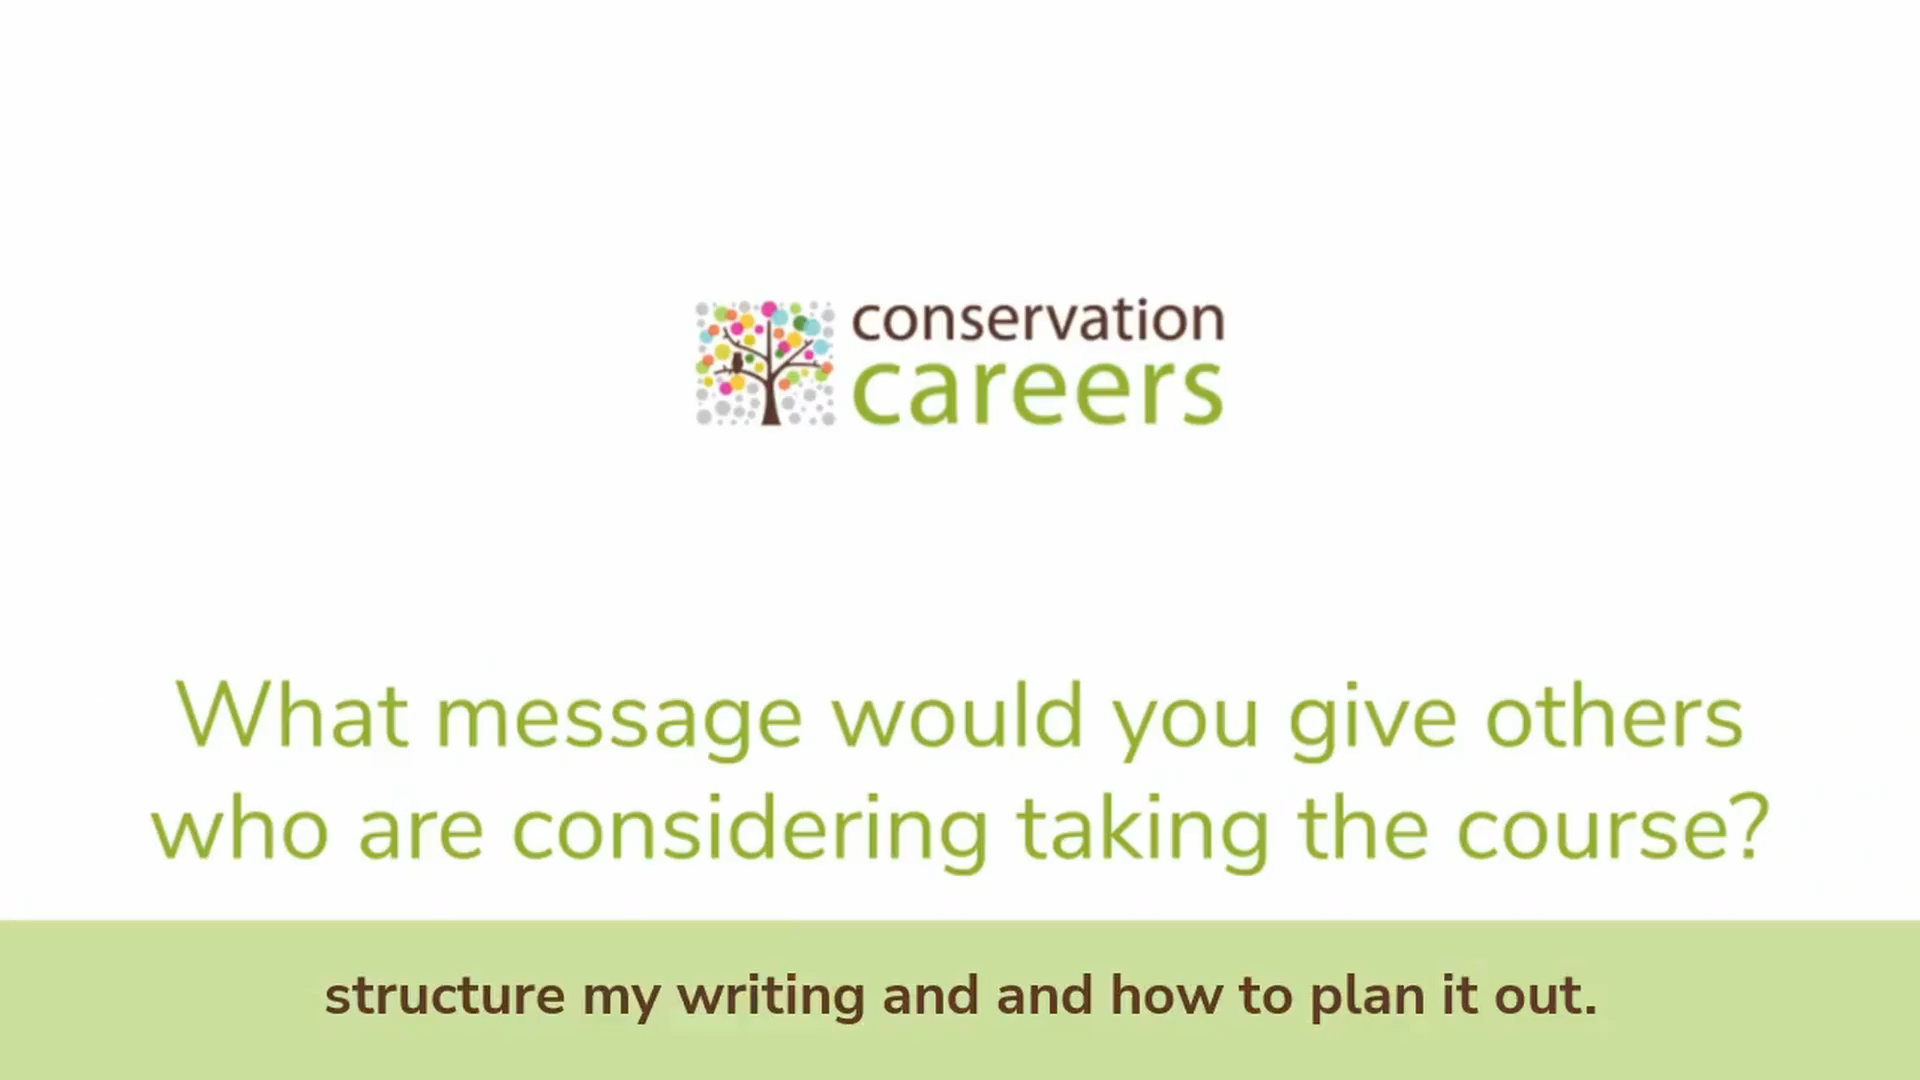 conservation
careers
What message would you give others
who are considering taking the course?
structure my writing and and how to plan it out.